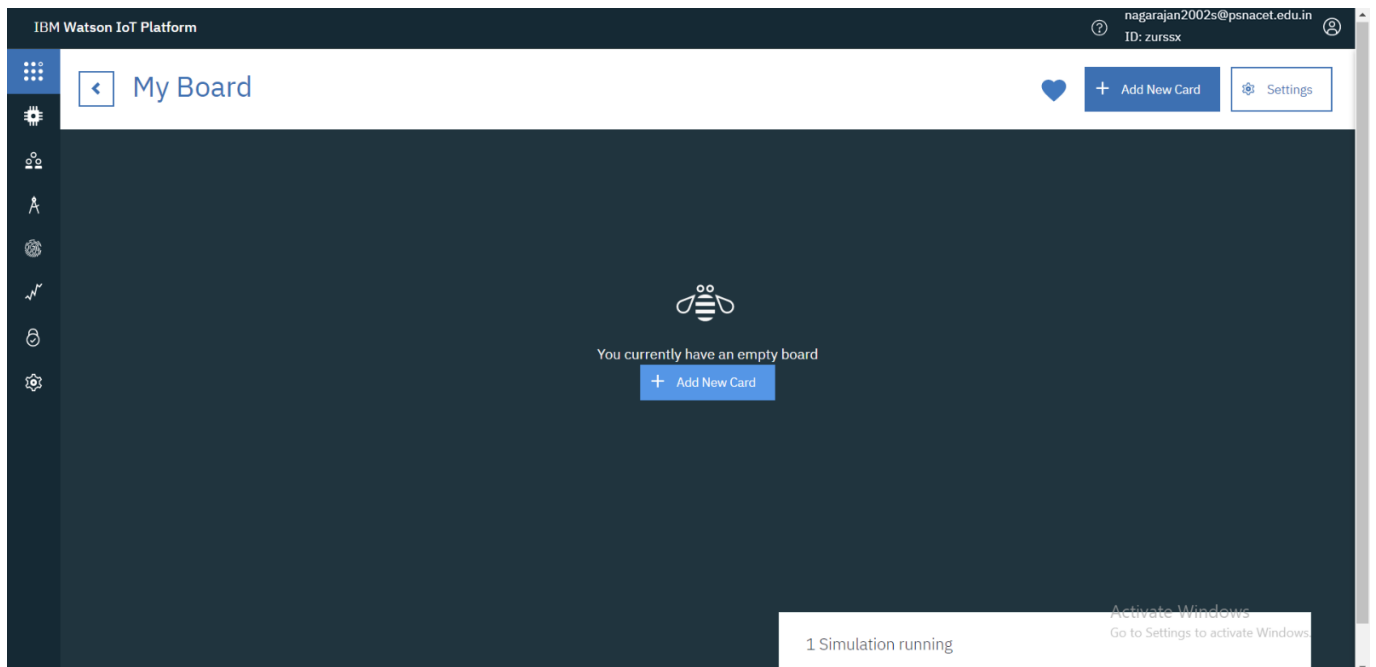 IBM Watson IoT Platform
nagarajan2002s@psnacet.edu.in
ID: zurssx
My Board
Add New Card
Settings
You currently have an empty board
Add New Card
Activate Windows
Go to Settings to activate Windows.
1 Simulation running